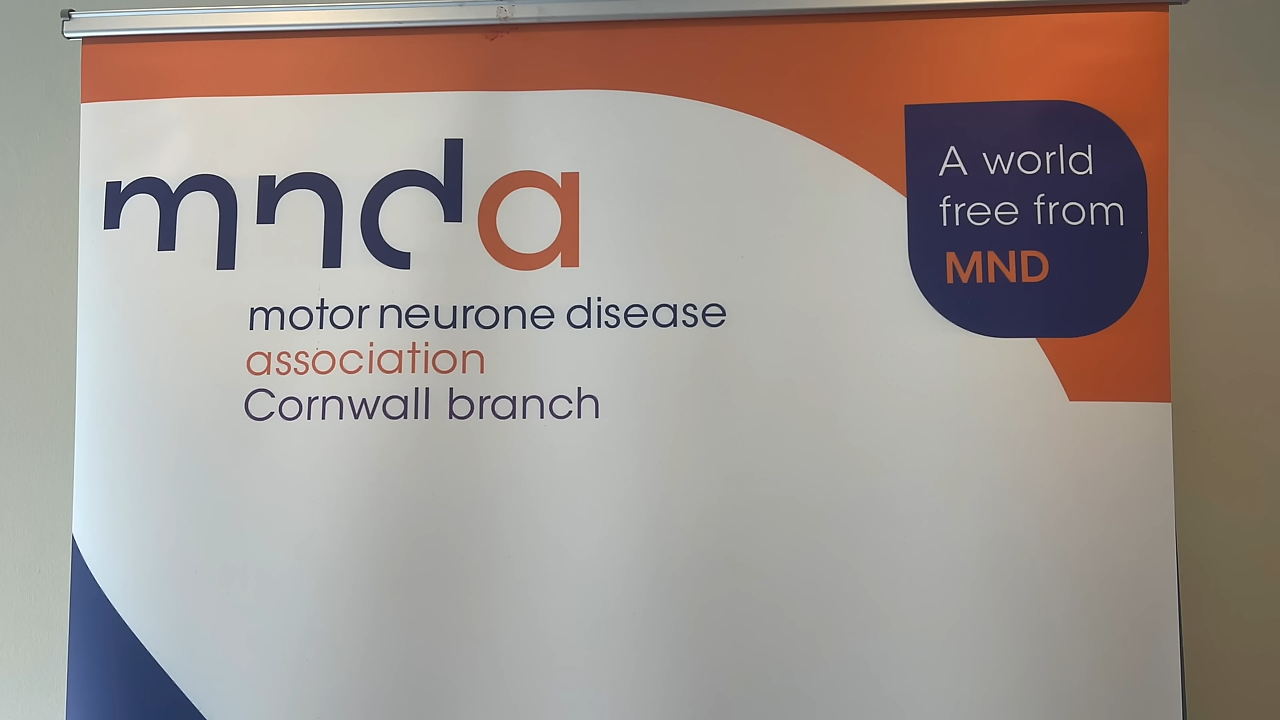 mnda
motor neurone disease
association
Cornwall branch
A world
free from
MND